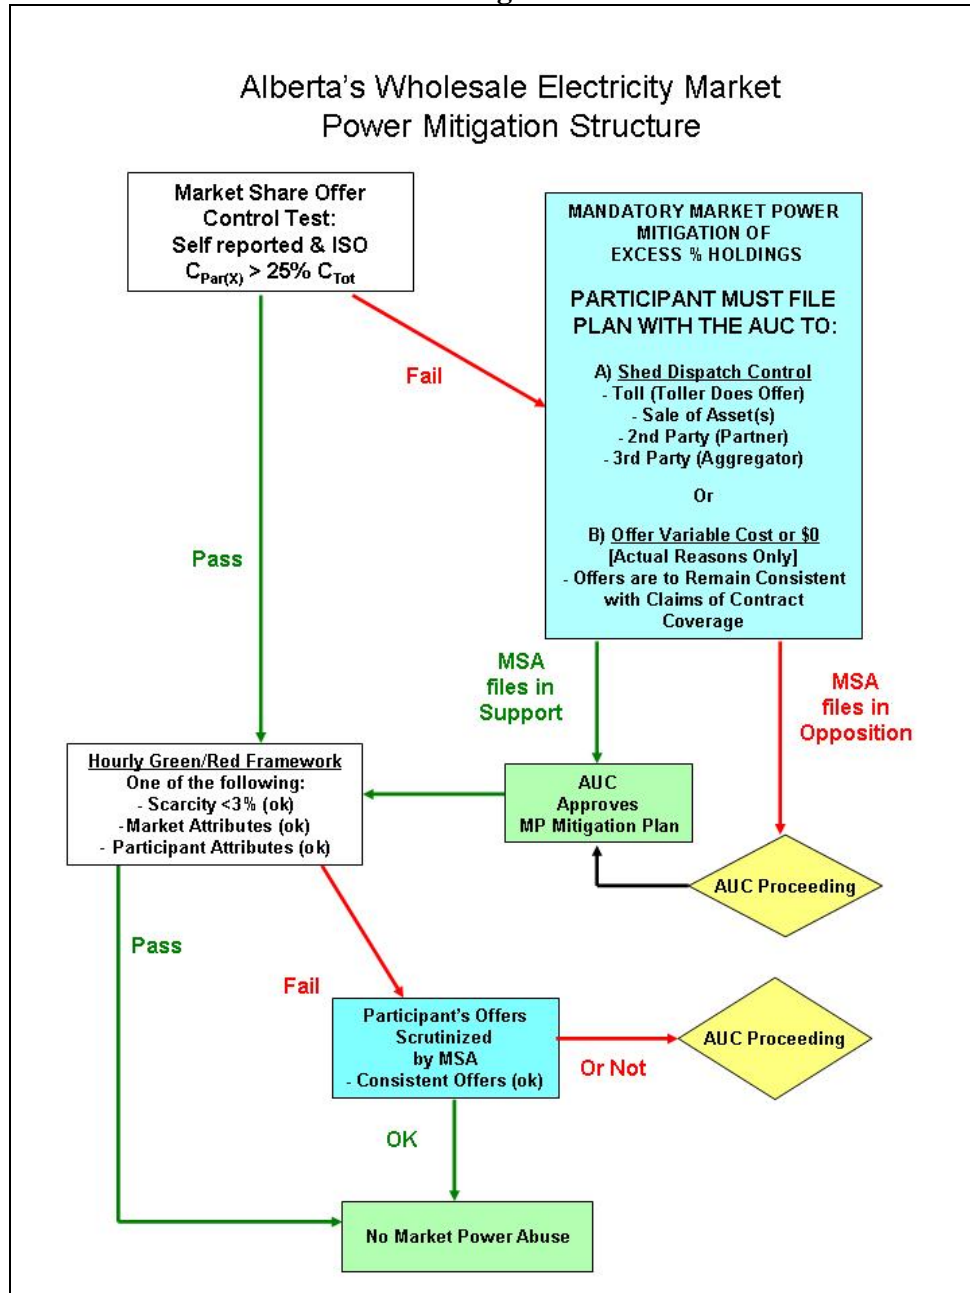 Alberta's Wholesale Electricity Market
Power Mitigation Structure
Market Share Offer
Control Test:
Self reported & ISO
C_Par(X) > 25% C_Tot
MANDATORY MARKET POWER
MITIGATION OF
EXCESS % HOLDINGS
PARTICIPANT MUST FILE
PLAN WITH THE AUC TO:
A) Shed Dispatch Control
- Toll (Toller Does Offer)
- Sale of Asset(s)
- 2nd Party (Partner)
- 3rd Party (Aggregator)
Or
B) Offer Variable Cost or $0
[Actual Reasons Only]
- Offers are to Remain Consistent
with Claims of Contract
Coverage
Fail
Pass
MSA
files in
Support
MSA
files in
Opposition
Hourly Green/Red Framework
One of the following:
- Scarcity <3% (ok)
-Market Attributes (ok)
- Participant Attributes (ok)
AUC
Approves
MP Mitigation Plan
AUC Proceeding
Pass
Fail
Participant's Offers
Scrutinized
by MSA
- Consistent Offers (ok)
Or Not
AUC Proceeding
OK
No Market Power Abuse